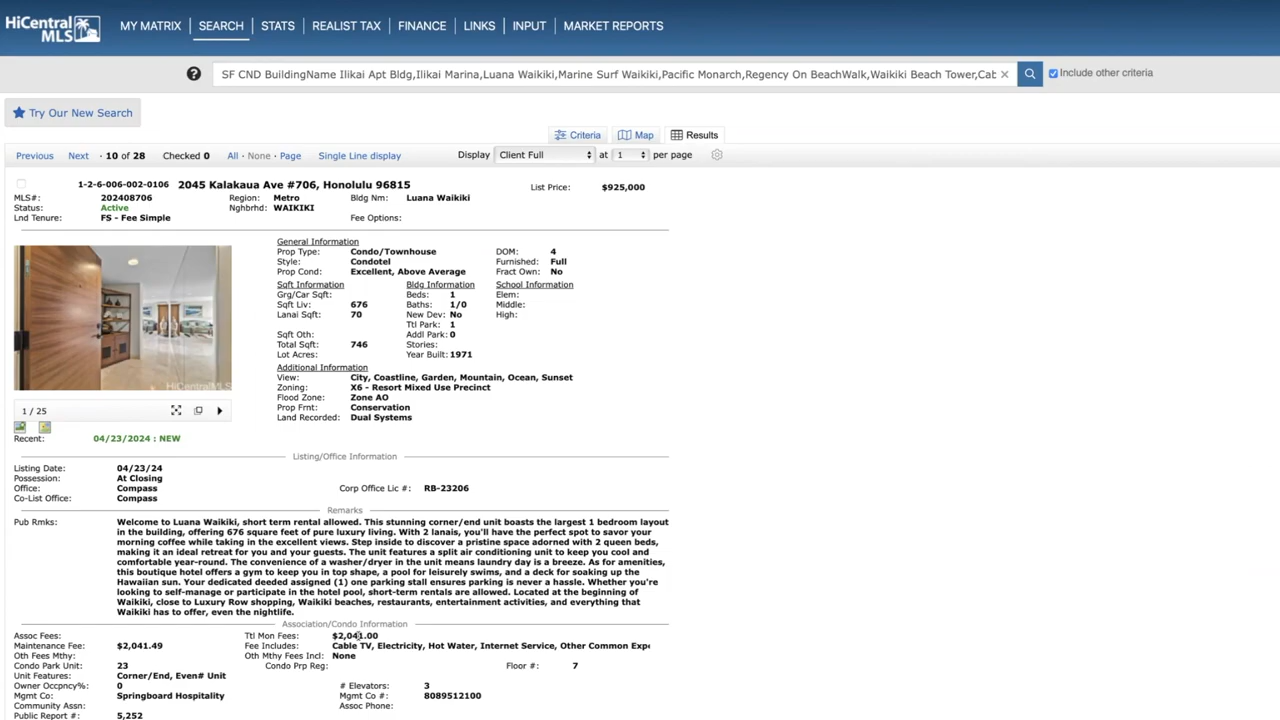 HiCentral MLS
MY MATRIX SEARCH STATS REALIST TAX FINANCE LINKS INPUT MARKET REPORTS
SF CND BuildingName Ilikai Apt Bldg,Ilikai Marina,Luana Waikiki,Marine Surf Waikiki,Pacific Monarch,Regency On BeachWalk,Waikiki Beach Tower,Cab
Include other criteria
Try Our New Search
Criteria Map Results
Previous Next · 10 of 28 Checked 0 All · None · Page Single Line display Display Client Full at 1 per page
1-2-6-006-002-0106 2045 Kalakaua Ave #706, Honolulu 96815 List Price: $925,000
MLS#: 202408706 Region: Metro Bldg Nm: Luana Waikiki
Status: Active Nghbrhd: WAIKIKI
Lnd Tenure: FS - Fee Simple Fee Options:
General Information
Prop Type: Condo/Townhouse DOM: 4
Style: Condotel Furnished: Full
Prop Cond: Excellent, Above Average Fract Own: No
Sqft Information Bldg Information School Information
Grg/Car Sqft: Beds: 1 Elem:
Sqft Liv: 676 Baths: 1/0 Middle:
Lanai Sqft: 70 New Dev: No High:
Ttl Park: 1
Sqft Oth: Addl Park: 0
Total Sqft: 746 Stories:
Lot Acres: Year Built: 1971
Additional Information
View: City, Coastline, Garden, Mountain, Ocean, Sunset
Zoning: X6 - Resort Mixed Use Precinct
Flood Zone: Zone AO
Prop Frnt: Conservation
Land Recorded: Dual Systems
HiCentralMLS
1 / 25
Recent: 04/23/2024 : NEW
Listing/Office Information
Listing Date: 04/23/24
Possession: At Closing
Office: Compass Corp Office Lic #: RB-23206
Co-List Office: Compass
Remarks
Pub Rmks: Welcome to Luana Waikiki, short term rental allowed. This stunning corner/end unit boasts the largest 1 bedroom layout
in the building, offering 676 square feet of pure luxury living. With 2 lanais, you'll have the perfect spot to savor your
morning coffee while taking in the excellent views. Step inside to discover a pristine space adorned with 2 queen beds,
making it an ideal retreat for you and your guests. The unit features a split air conditioning unit to keep you cool and
comfortable year-round. The convenience of a washer/dryer in the unit means laundry day is a breeze. As for amenities,
this boutique hotel offers a gym to keep you in top shape, a pool for leisurely swims, and a deck for soaking up the
Hawaiian sun. Your dedicated deeded assigned (1) one parking stall ensures parking is never a hassle. Whether you're
looking to self-manage or participate in the hotel pool, short-term rentals are allowed. Located at the beginning of
Waikiki, close to Luxury Row shopping, Waikiki beaches, restaurants, entertainment activities, and everything that
Waikiki has to offer, even the nightlife.
Association/Condo Information
Assoc Fees: Ttl Mon Fees: $2,041.00
Maintenance Fee: $2,041.49 Fee Includes: Cable TV, Electricity, Hot Water, Internet Service, Other Common Expe
Oth Fees Mthy: Oth Mthy Fees Incl: None
Condo Park Unit: 23 Condo Prp Reg: Floor #: 7
Unit Features: Corner/End, Even# Unit
Owner Occpncy%: 0 # Elevators: 3
Mgmt Co: Springboard Hospitality Mgmt Co #: 8089512100
Community Assn: Assoc Phone:
Public Report #: 5,252